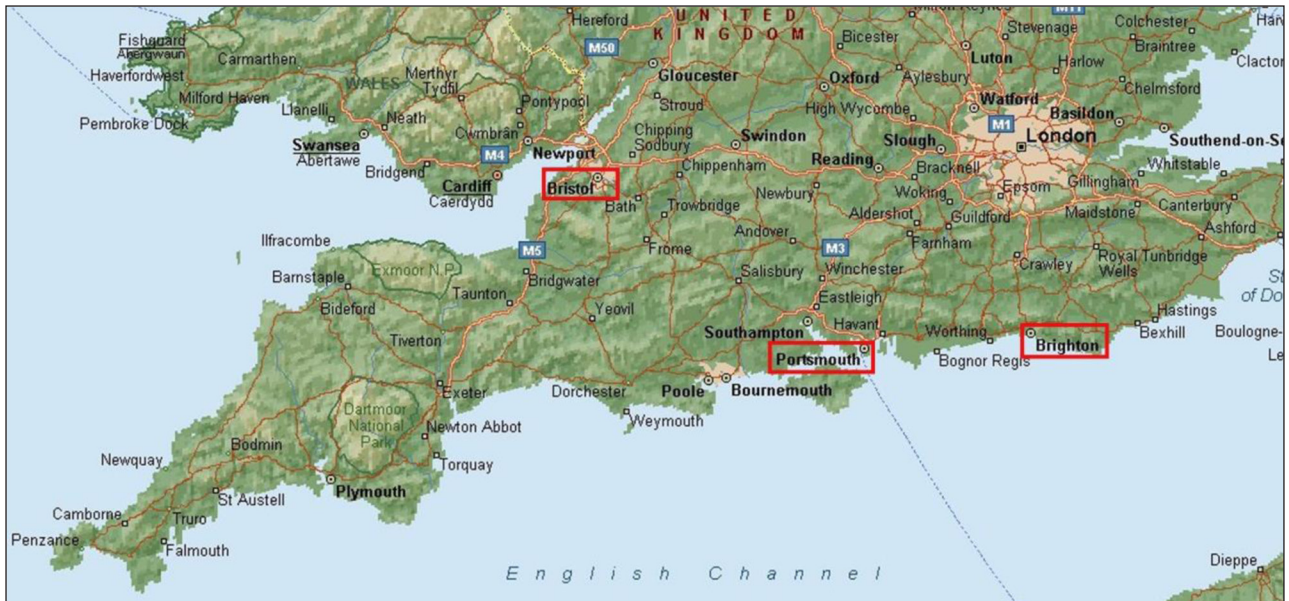 Hereford
UNITED
KINGDOM
Stevenage
Colchester
M50
Bicester
Luton
Braintree
Fishguard
Abergwaun
Carmarthen
Gloucester
Oxford
Aylesbury
Harlow
Haverfordwest
WALES
Merthyr
Tydfil
Chelmsford
Milford Haven
Llanelli
Pontypool
Stroud
High Wycombe
Watford
Basildon
Pembroke Dock
Neath
Cwmbrân
Chipping
Sodbury
Swindon
M1
London
Swansea
Abertawe
M4
Newport
Slough
Southend-on-S
Bridgend
Chippenham
Reading
Bracknell
Whitstable
Cardiff
Caerdydd
Bristol
Newbury
Woking
Epsom
Gillingham
Bath
Trowbridge
Aldershot
Guildford
Maidstone
Canterbury
Ilfracombe
M5
Frome
Andover
M3
Farnham
Ashford
Barnstaple
Exmoor N.P.
Bridgwater
Salisbury
Winchester
Crawley
Royal Tunbridge
Wells
St
of Do
Bideford
Taunton
Yeovil
Eastleigh
Hastings
Tiverton
Southampton
Havant
Worthing
Brighton
Bexhill
Boulogne-
Le
Portsmouth
Bognor Regis
Exeter
Dorchester
Poole
Bournemouth
Dartmoor
National
Park
Weymouth
Newton Abbot
Newquay
Bodmin
Torquay
Plymouth
St Austell
Camborne
Truro
Penzance
Falmouth
English Channel
Dieppe